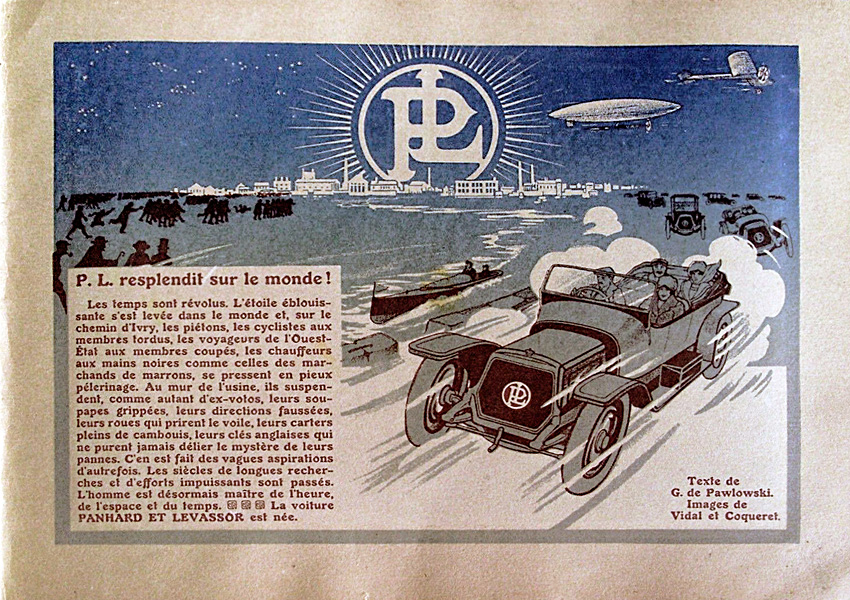 PL
P. L. resplendit sur le monde!
Les temps sont révolus. L'étoile éblouis-
sante s'est levée dans le monde et, sur le
chemin d'Ivry, les piétons, les cyclistes aux
membres tordus, les voyageurs de l'Ouest-
État aux membres coupés, les chauffeurs
aux mains noires comme celles des mar-
chands de marrons, se pressent en pieux
pélerinage. Au mur de l'usine, ils suspen-
dent, comme autant d'ex-votos, leurs sou-
papes grippées, leurs directions faussées,
leurs roues qui prirent le voile, leurs carters
pleins de cambouis, leurs clés anglaises qui
ne purent jamais délier le mystère de leurs
pannes. C'en est fait des vagues aspirations
d'autrefois. Les siècles de longues recher-
ches et d'efforts impuissants sont passés.
L'homme est désormais maître de l'heure,
de l'espace et du temps. La voiture
PANHARD ET LEVASSOR est née.
PL
Texte de
G. de Pawlowski.
Images de
Vidal et Coqueret.